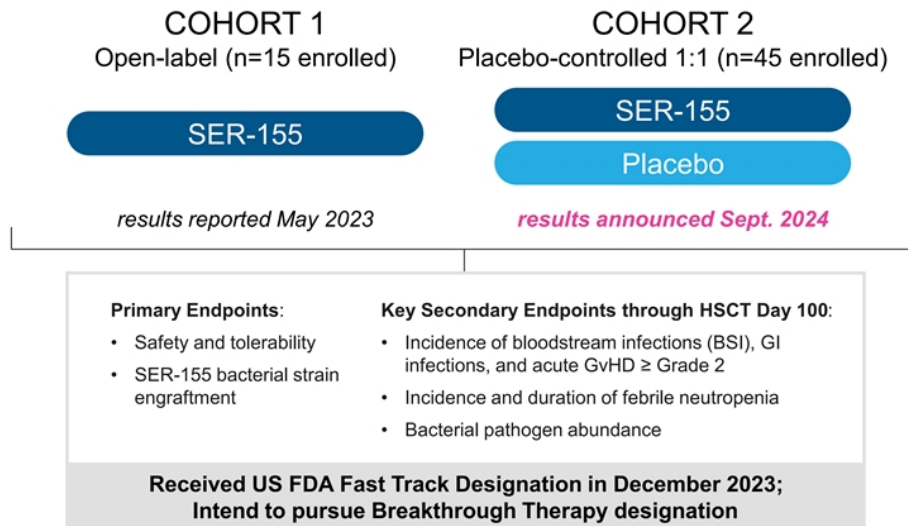 COHORT 1
Open-label (n=15 enrolled)
SER-155
results reported May 2023
COHORT 2
Placebo-controlled 1:1 (n=45 enrolled)
SER-155
Placebo
results announced Sept. 2024
Primary Endpoints:
• Safety and tolerability
• SER-155 bacterial strain
engraftment
Key Secondary Endpoints through HSCT Day 100:
• Incidence of bloodstream infections (BSI), GI
infections, and acute GvHD ≥ Grade 2
• Incidence and duration of febrile neutropenia
• Bacterial pathogen abundance
Received US FDA Fast Track Designation in December 2023;
Intend to pursue Breakthrough Therapy designation